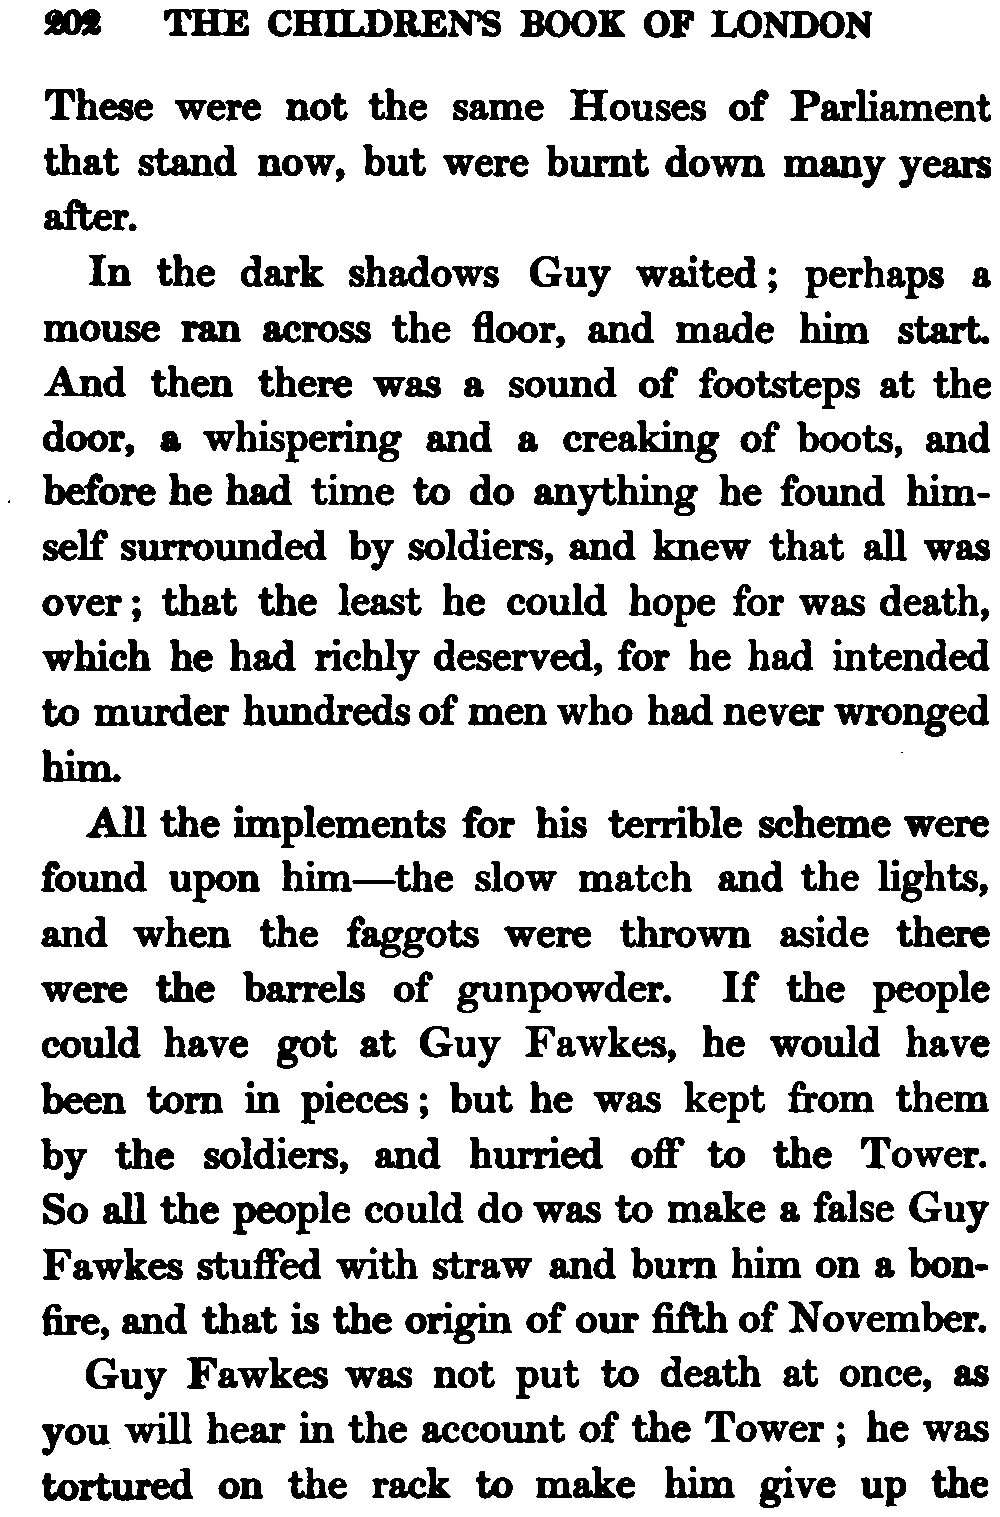 202 THE CHILDREN'S BOOK OF LONDON
These were not the same Houses of Parliament
that stand now, but were burnt down many years
after.
In the dark shadows Guy waited; perhaps a
mouse ran across the floor, and made him start.
And then there was a sound of footsteps at the
door, a whispering and a creaking of boots, and
before he had time to do anything he found him-
self surrounded by soldiers, and knew that all was
over; that the least he could hope for was death,
which he had richly deserved, for he had intended
to murder hundreds of men who had never wronged
him.
All the implements for his terrible scheme were
found upon him—the slow match and the lights,
and when the faggots were thrown aside there
were the barrels of gunpowder. If the people
could have got at Guy Fawkes, he would have
been torn in pieces; but he was kept from them
by the soldiers, and hurried off to the Tower.
So all the people could do was to make a false Guy
Fawkes stuffed with straw and burn him on a bon-
fire, and that is the origin of our fifth of November.
Guy Fawkes was not put to death at once, as
you will hear in the account of the Tower; he was
tortured on the rack to make him give up the